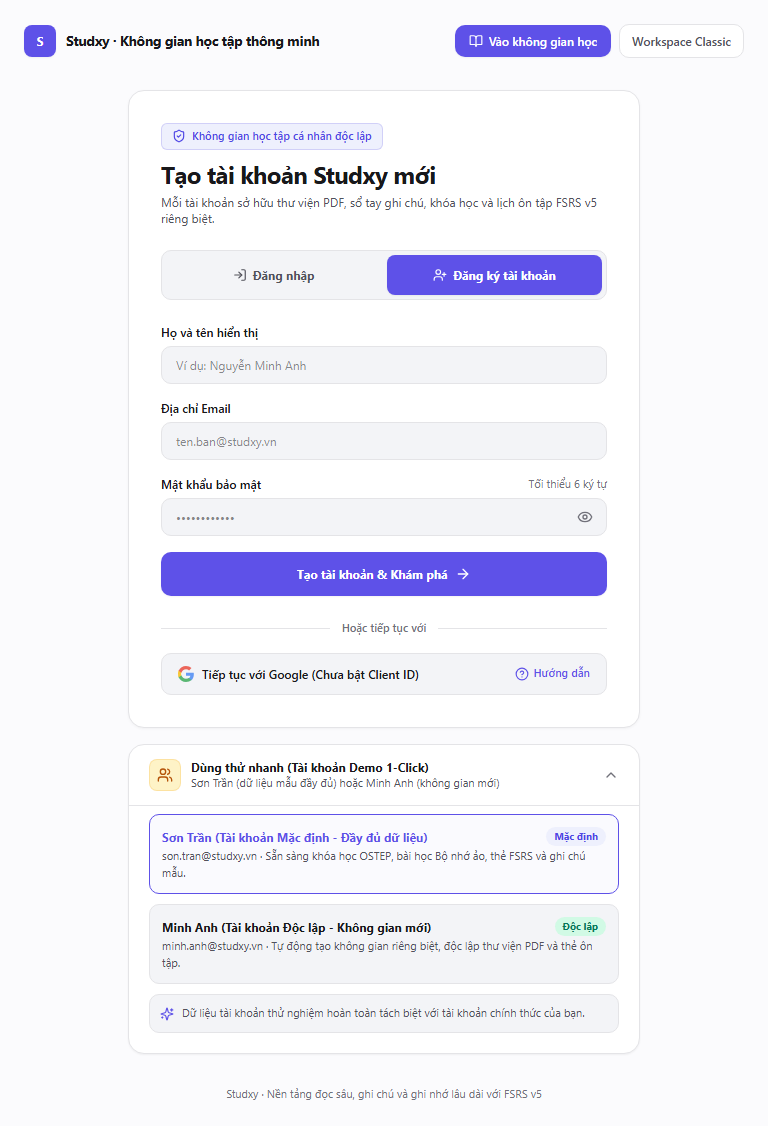 S
Studxy · Không gian học tập thông minh
Vào không gian học
Workspace Classic
Không gian học tập cá nhân độc lập
Tạo tài khoản Studxy mới
Mỗi tài khoản sở hữu thư viện PDF, sổ tay ghi chú, khóa học và lịch ôn tập FSRS v5
riêng biệt.
Đăng nhập
Đăng ký tài khoản
Họ và tên hiển thị
Ví dụ: Nguyễn Minh Anh
Địa chỉ Email
ten.ban@studxy.vn
Mật khẩu bảo mật
Tối thiểu 6 ký tự
••••••••••••
Tạo tài khoản & Khám phá
Hoặc tiếp tục với
Tiếp tục với Google (Chưa bật Client ID)
Hướng dẫn
Dùng thử nhanh (Tài khoản Demo 1-Click)
Sơn Trần (dữ liệu mẫu đầy đủ) hoặc Minh Anh (không gian mới)
Sơn Trần (Tài khoản Mặc định - Đầy đủ dữ liệu)
Mặc định
son.tran@studxy.vn · Sẵn sàng khóa học OSTEP, bài học Bộ nhớ ảo, thẻ FSRS và ghi chú
mẫu.
Minh Anh (Tài khoản Độc lập - Không gian mới)
Độc lập
minh.anh@studxy.vn · Tự động tạo không gian riêng biệt, độc lập thư viện PDF và thẻ ôn
tập.
Dữ liệu tài khoản thử nghiệm hoàn toàn tách biệt với tài khoản chính thức của bạn.
Studxy · Nền tảng đọc sâu, ghi chú và ghi nhớ lâu dài với FSRS v5